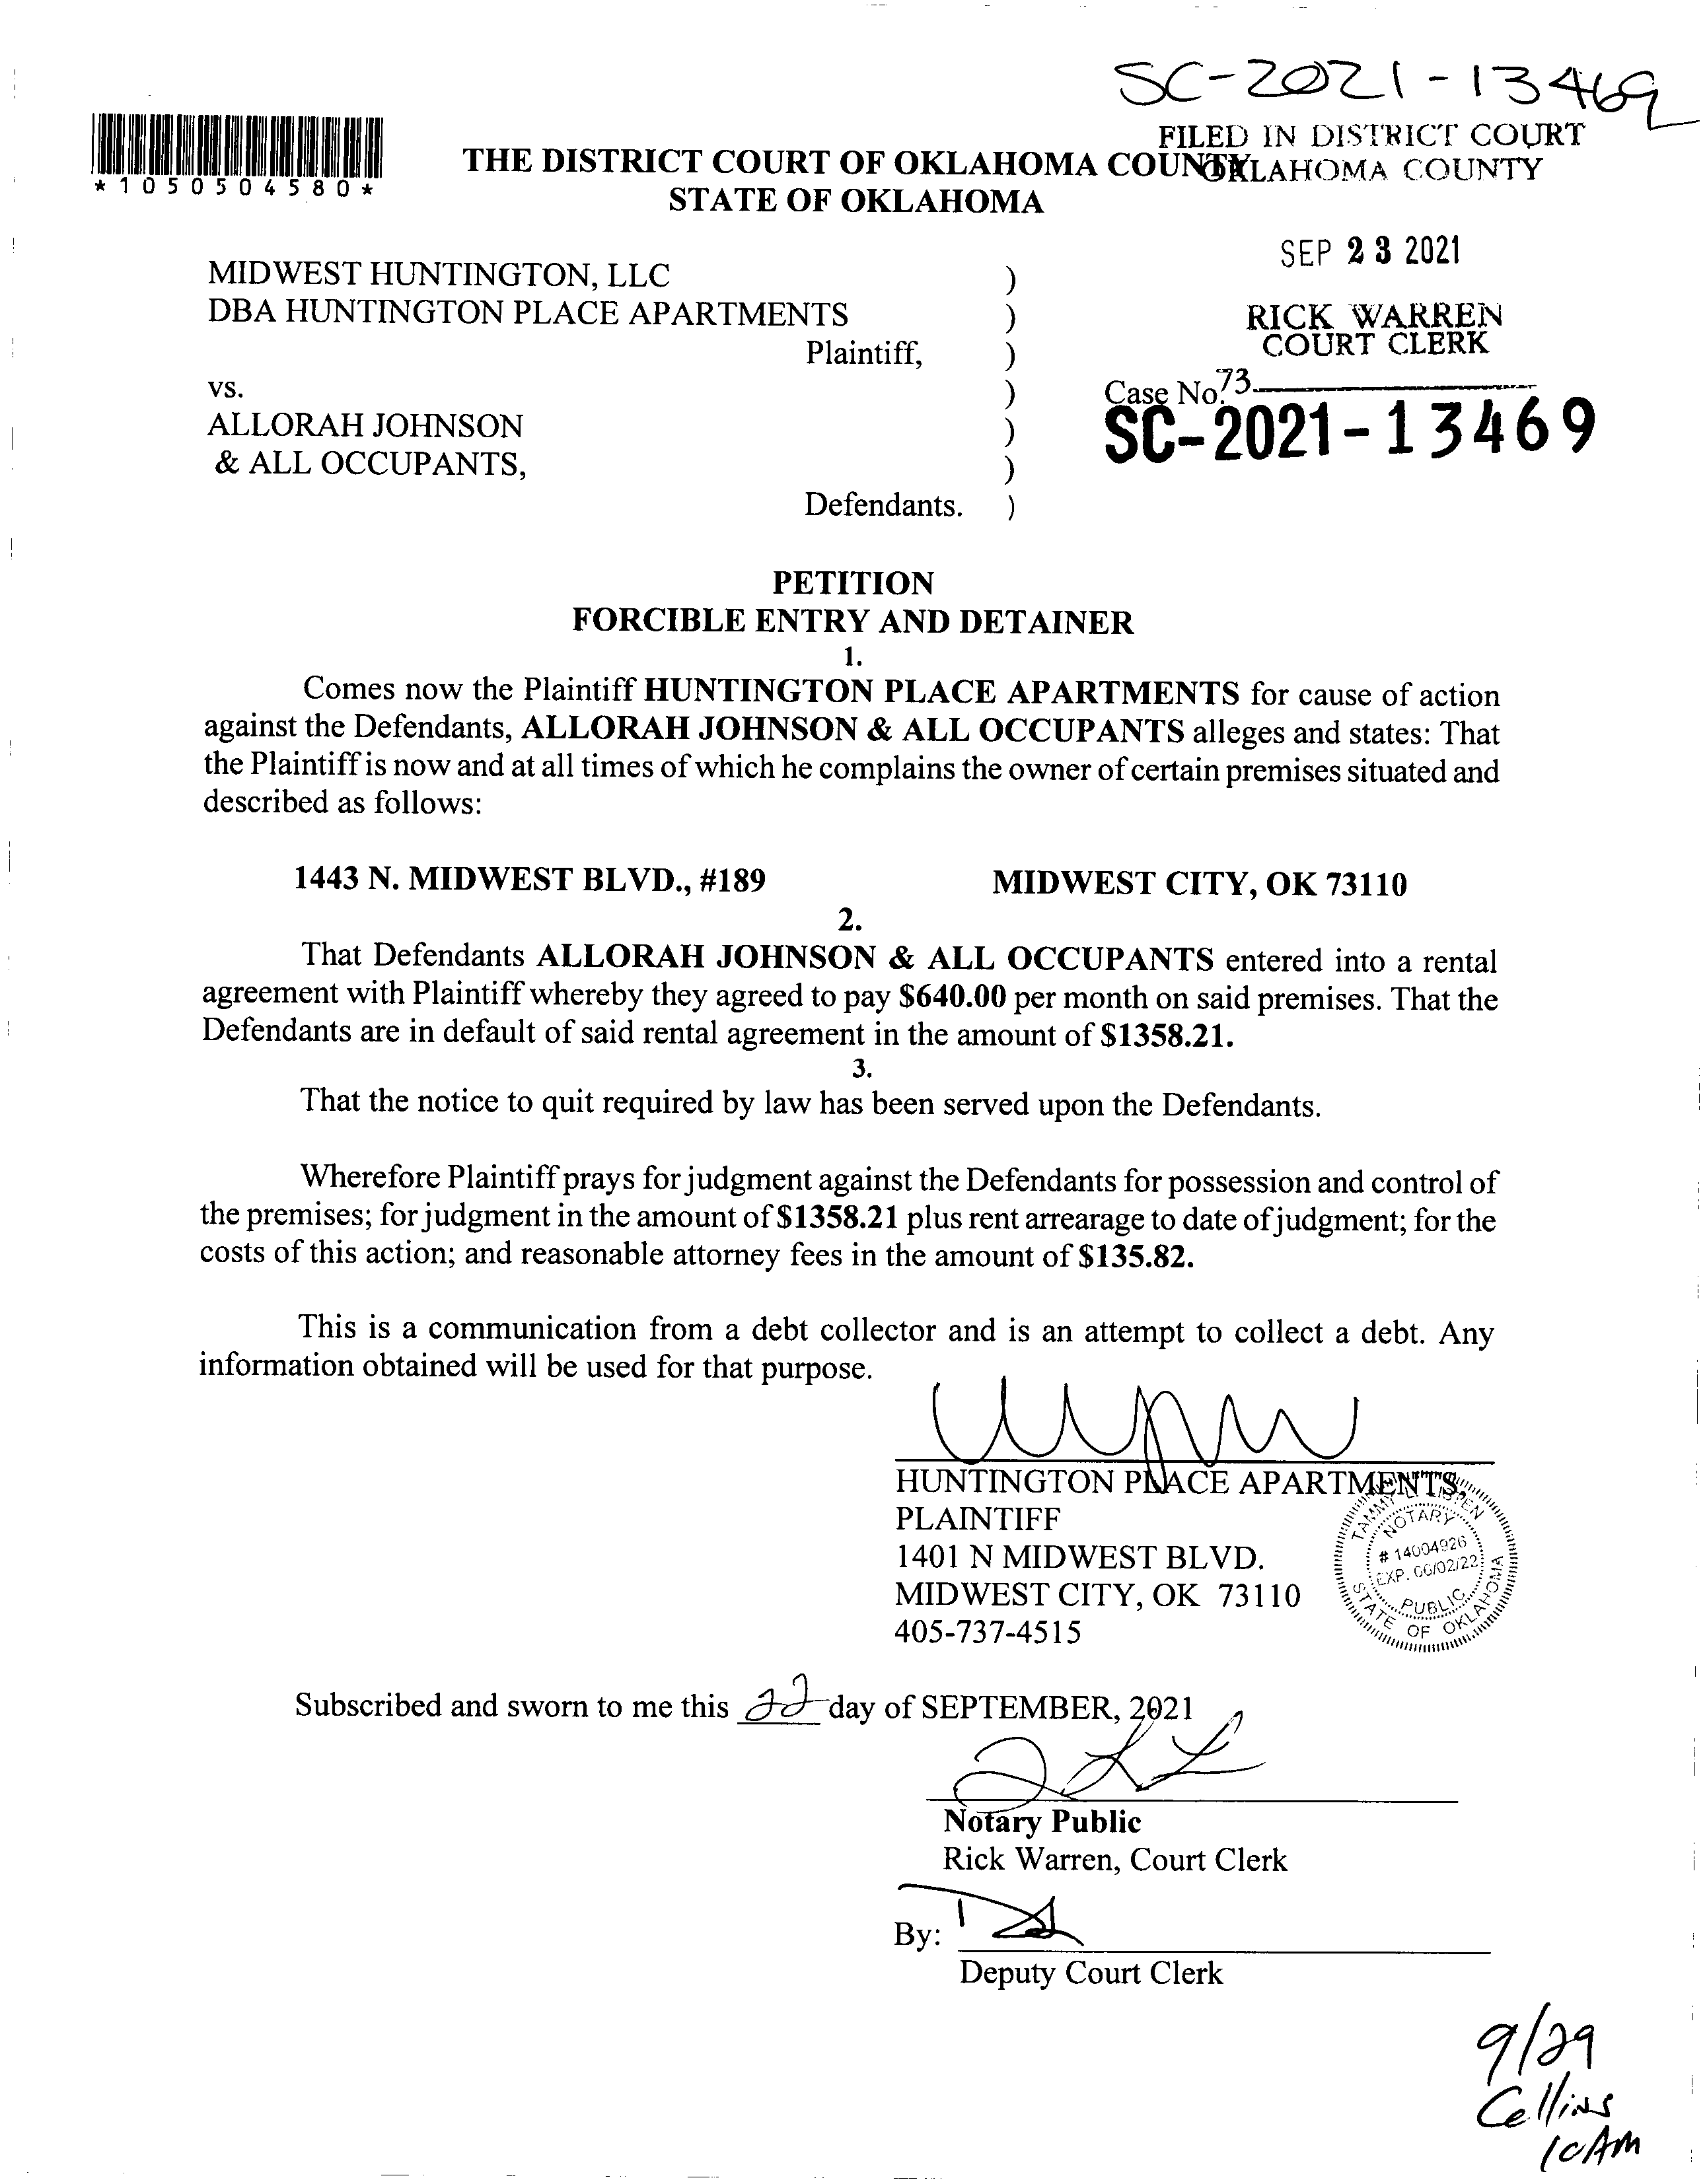 SC-2021-13469
*1050504580*
FILED IN DISTRICT COURT
OKLAHOMA COUNTY
THE DISTRICT COURT OF OKLAHOMA COUNTY
STATE OF OKLAHOMA
SEP 23 2021
MIDWEST HUNTINGTON, LLC )
DBA HUNTINGTON PLACE APARTMENTS )
RICK WARREN
COURT CLERK
Plaintiff, )
73
vs. ) Case No.
SC-2021-13469
ALLORAH JOHNSON )
& ALL OCCUPANTS, )
Defendants. )
PETITION
FORCIBLE ENTRY AND DETAINER
1.
Comes now the Plaintiff HUNTINGTON PLACE APARTMENTS for cause of action
against the Defendants, ALLORAH JOHNSON & ALL OCCUPANTS alleges and states: That
the Plaintiff is now and at all times of which he complains the owner of certain premises situated and
described as follows:
1443 N. MIDWEST BLVD., #189 MIDWEST CITY, OK 73110
2.
That Defendants ALLORAH JOHNSON & ALL OCCUPANTS entered into a rental
agreement with Plaintiff whereby they agreed to pay $640.00 per month on said premises. That the
Defendants are in default of said rental agreement in the amount of $1358.21.
3.
That the notice to quit required by law has been served upon the Defendants.
Wherefore Plaintiff prays for judgment against the Defendants for possession and control of
the premises; for judgment in the amount of $1358.21 plus rent arrearage to date of judgment; for the
costs of this action; and reasonable attorney fees in the amount of $135.82.
This is a communication from a debt collector and is an attempt to collect a debt. Any
information obtained will be used for that purpose.
HUNTINGTON PLACE APARTMENTS,
PLAINTIFF
1401 N MIDWEST BLVD.
MIDWEST CITY, OK 73110
405-737-4515
TAMMY L.
NOTARY
# 14004926
EXP. 06/02/22
PUBLIC
STATE OF OKLAHOMA
Subscribed and sworn to me this 22 day of SEPTEMBER, 2021
Notary Public
Rick Warren, Court Clerk
By:
Deputy Court Clerk
9/29
Collins
10AM